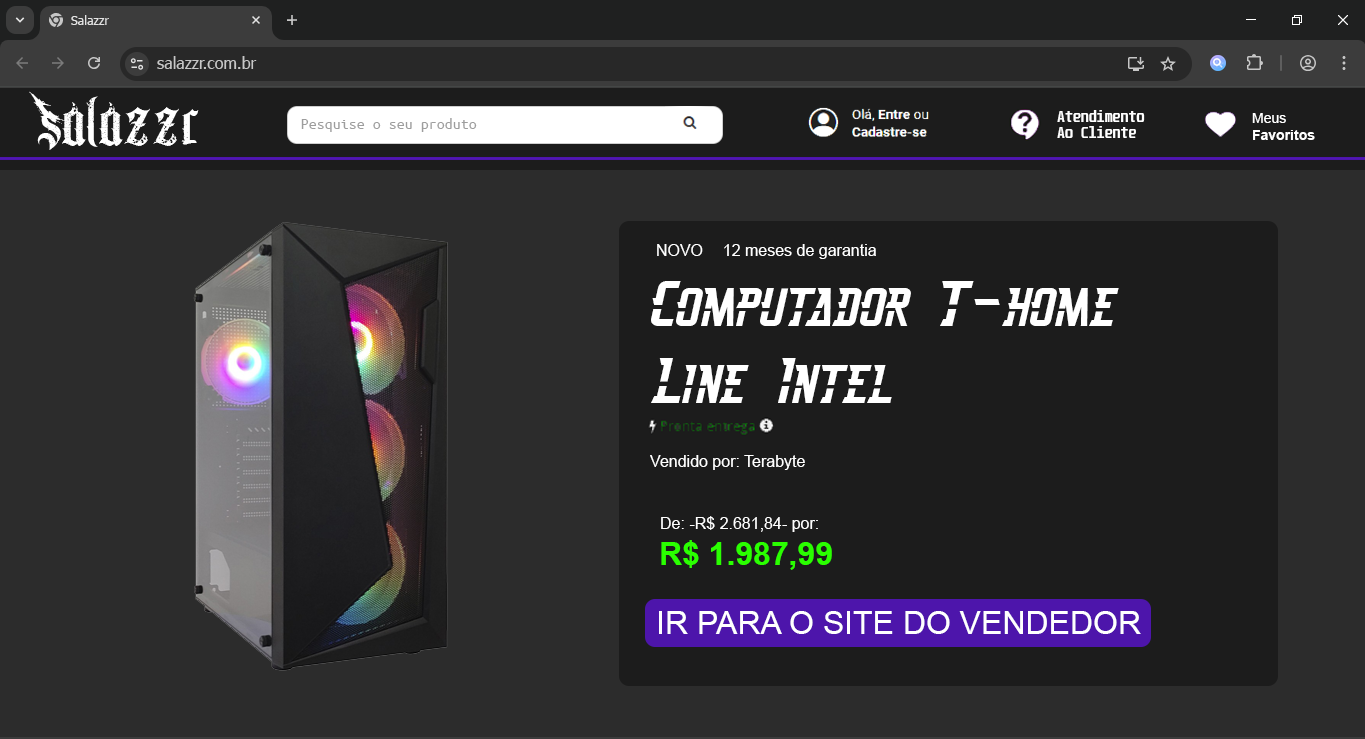 Salazzr
salazzr.com.br
Salazzr
Pesquise o seu produto
Olá, Entre ou
Cadastre-se
Atendimento
Ao Cliente
Meus
Favoritos
NOVO 12 meses de garantia
Computador T-home
Line Intel
Pronta entrega
Vendido por: Terabyte
De: -R$ 2.681,84- por:
R$ 1.987,99
IR PARA O SITE DO VENDEDOR